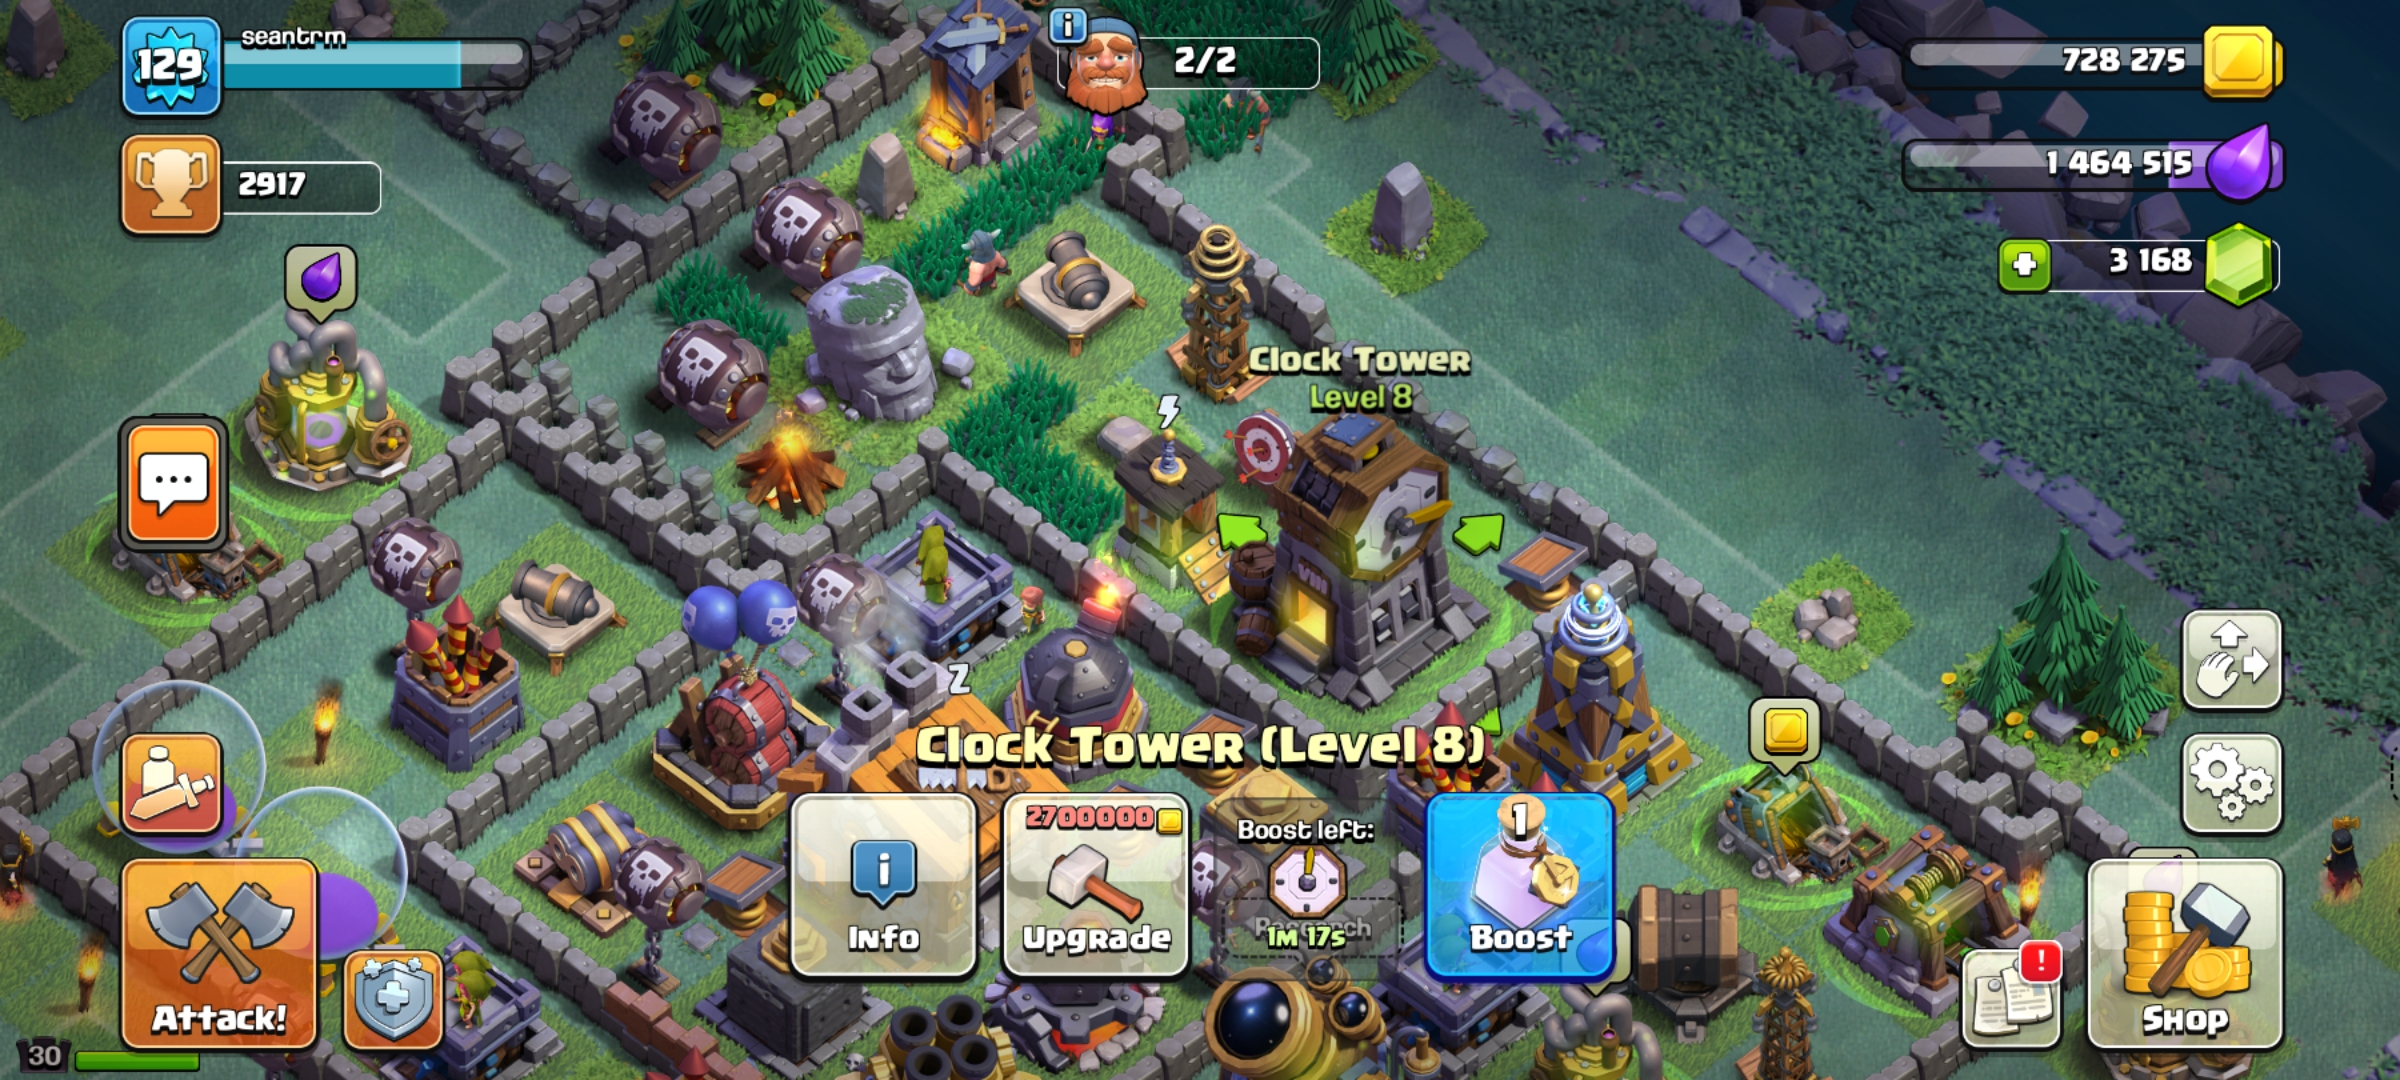 129
seantrm
2/2
728 275
2917
1 464 515
3 168
Clock Tower
Level 8
VIII
Z
Clock Tower (Level 8)
2700000
Boost left:
1
Info
Upgrade
1M 17s
Boost
Attack!
Shop
30